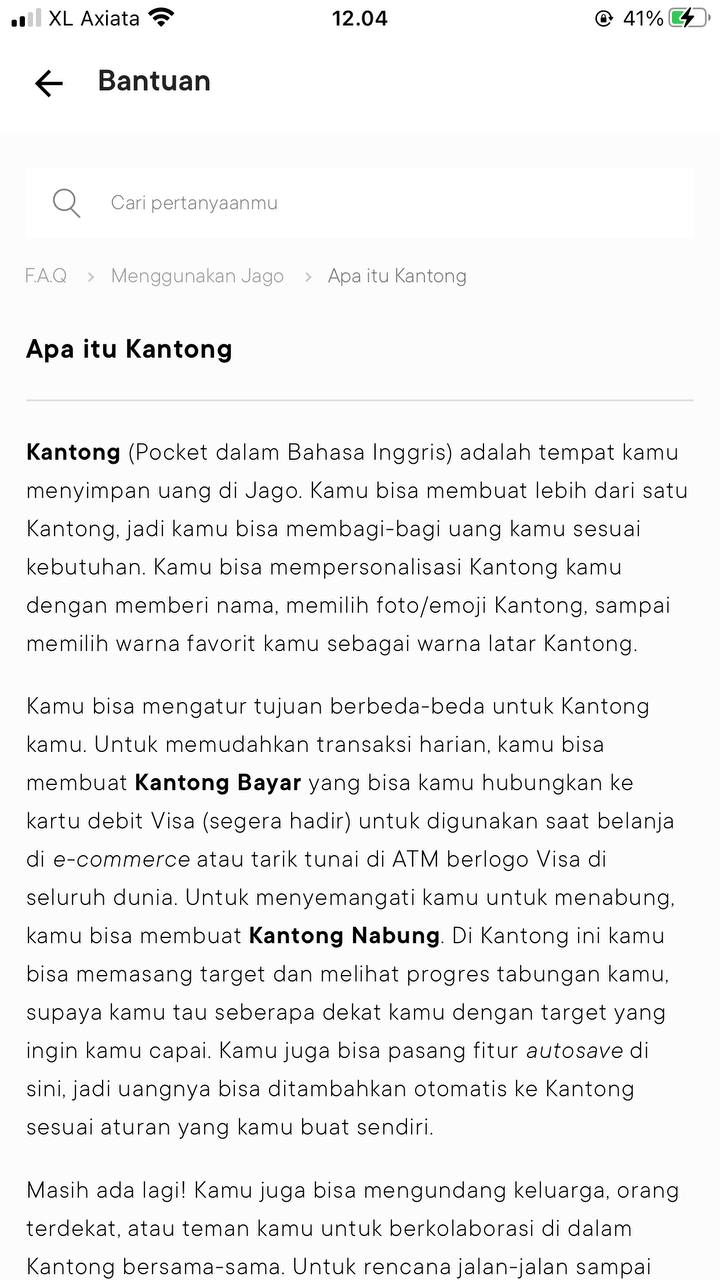 XL Axiata 12.04 41%
Bantuan
Cari pertanyaanmu
F.A.Q > Menggunakan Jago > Apa itu Kantong
Apa itu Kantong
Kantong (Pocket dalam Bahasa Inggris) adalah tempat kamu
menyimpan uang di Jago. Kamu bisa membuat lebih dari satu
Kantong, jadi kamu bisa membagi-bagi uang kamu sesuai
kebutuhan. Kamu bisa mempersonalisasi Kantong kamu
dengan memberi nama, memilih foto/emoji Kantong, sampai
memilih warna favorit kamu sebagai warna latar Kantong.
Kamu bisa mengatur tujuan berbeda-beda untuk Kantong
kamu. Untuk memudahkan transaksi harian, kamu bisa
membuat Kantong Bayar yang bisa kamu hubungkan ke
kartu debit Visa (segera hadir) untuk digunakan saat belanja
di e-commerce atau tarik tunai di ATM berlogo Visa di
seluruh dunia. Untuk menyemangati kamu untuk menabung,
kamu bisa membuat Kantong Nabung. Di Kantong ini kamu
bisa memasang target dan melihat progres tabungan kamu,
supaya kamu tau seberapa dekat kamu dengan target yang
ingin kamu capai. Kamu juga bisa pasang fitur autosave di
sini, jadi uangnya bisa ditambahkan otomatis ke Kantong
sesuai aturan yang kamu buat sendiri.
Masih ada lagi! Kamu juga bisa mengundang keluarga, orang
terdekat, atau teman kamu untuk berkolaborasi di dalam
Kantong bersama-sama. Untuk rencana jalan-jalan sampai